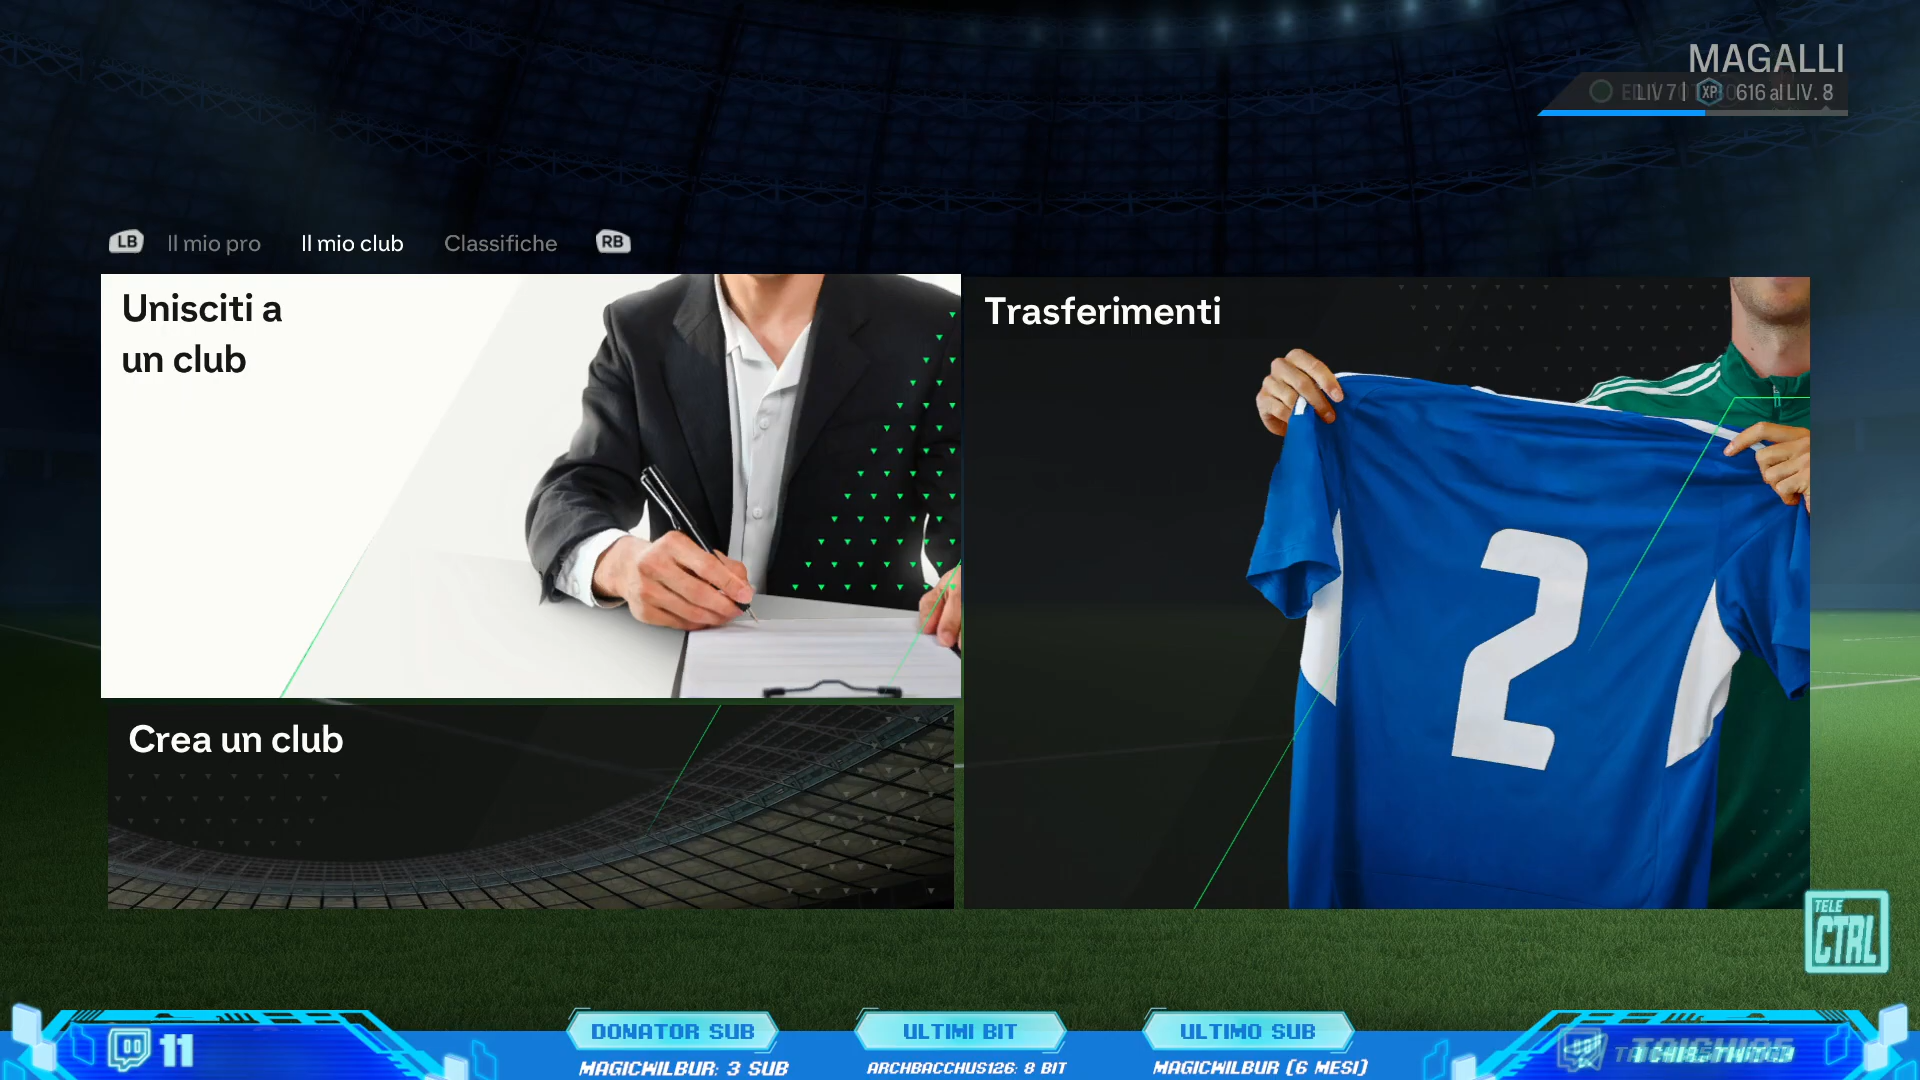 MAGALLI
LIV 7 | XP 616 al LIV. 8
LB Il mio pro Il mio club Classifiche RB
Unisciti a
un club
Trasferimenti
2
Crea un club
TELE
CTRL
11
DONATOR SUB
MAGICWILBUR: 3 SUB
ULTIMI BIT
ARCHBACCHUS126: 8 BIT
ULTIMO SUB
MAGICWILBUR (6 MESI)